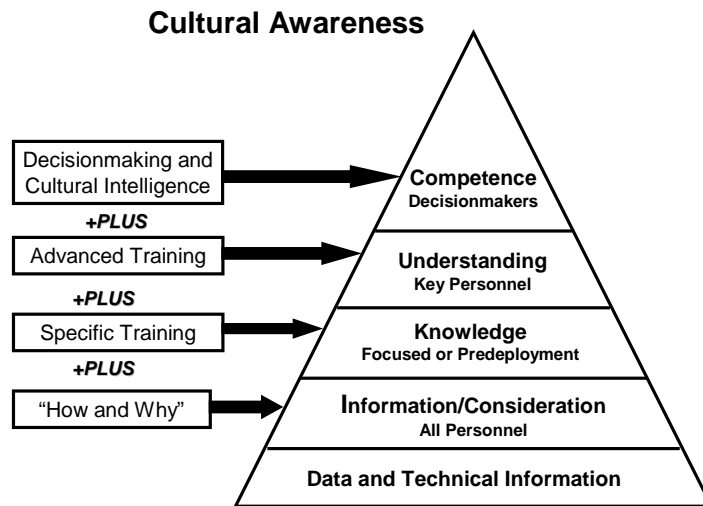 Cultural Awareness
Decisionmaking and
Cultural Intelligence
+PLUS
Advanced Training
+PLUS
Specific Training
+PLUS
“How and Why”
Competence
Decisionmakers
Understanding
Key Personnel
Knowledge
Focused or Predeployment
Information/Consideration
All Personnel
Data and Technical Information